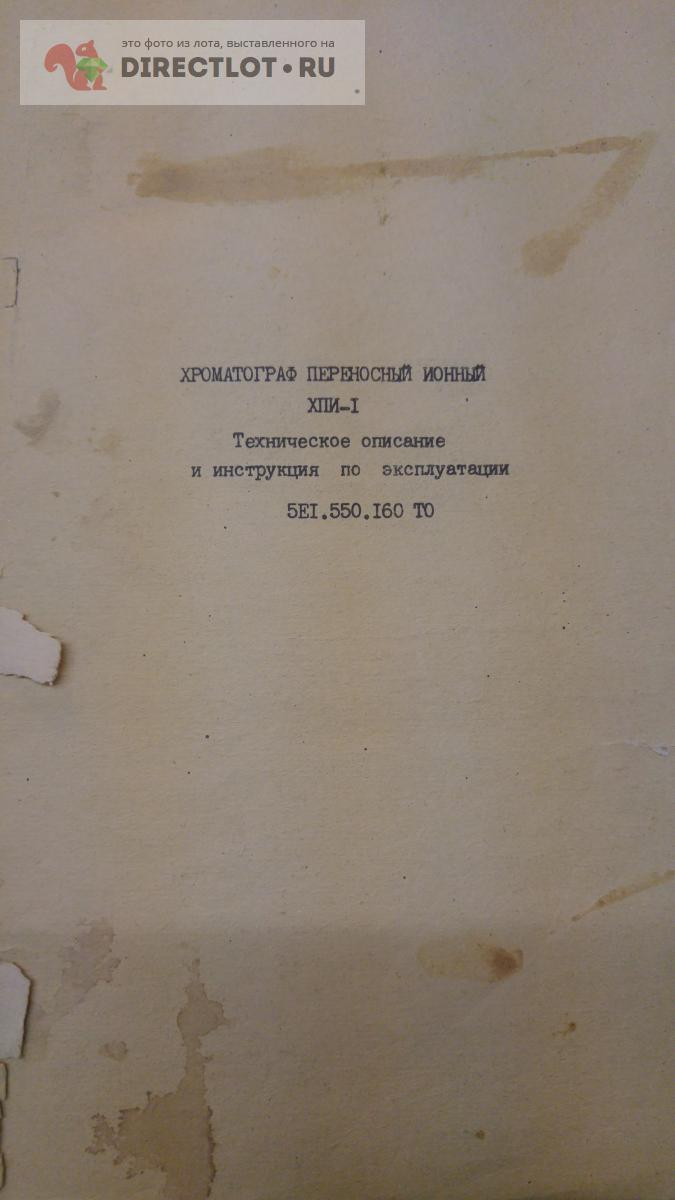 это фото из лота, выставленного на
DIRECTLOT•RU
ХРОМАТОГРАФ ПЕРЕНОСНЫЙ ИОННЫЙ
ХПИ-I
Техническое описание
и инструкция по эксплуатации
5Е1.550.I60 ТО